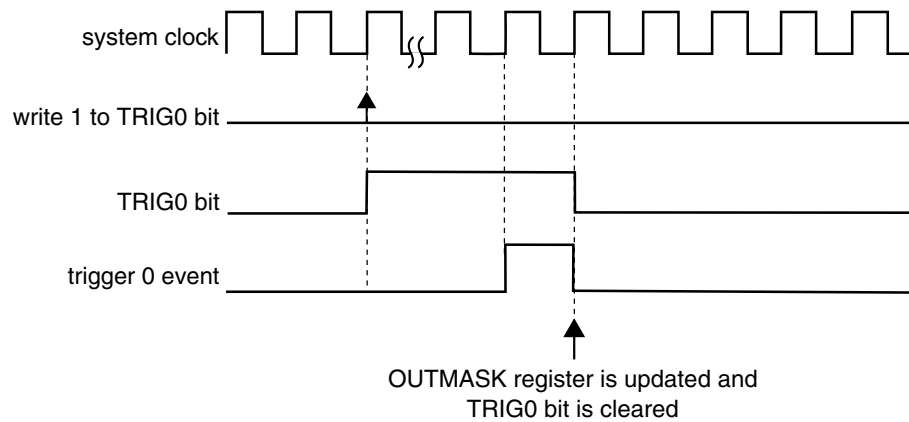 system clock
write 1 to TRIG0 bit
TRIG0 bit
trigger 0 event
OUTMASK register is updated and
TRIG0 bit is cleared